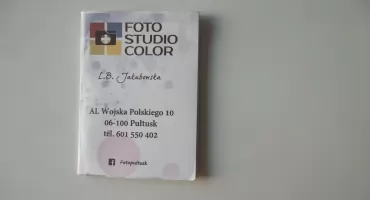 FOTO
STUDIO
COLOR
L.B. Jakubowska
Al. Wojska Polskiego 10
06-100 Pułtusk
tel. 601 550 402
Fotopultusk